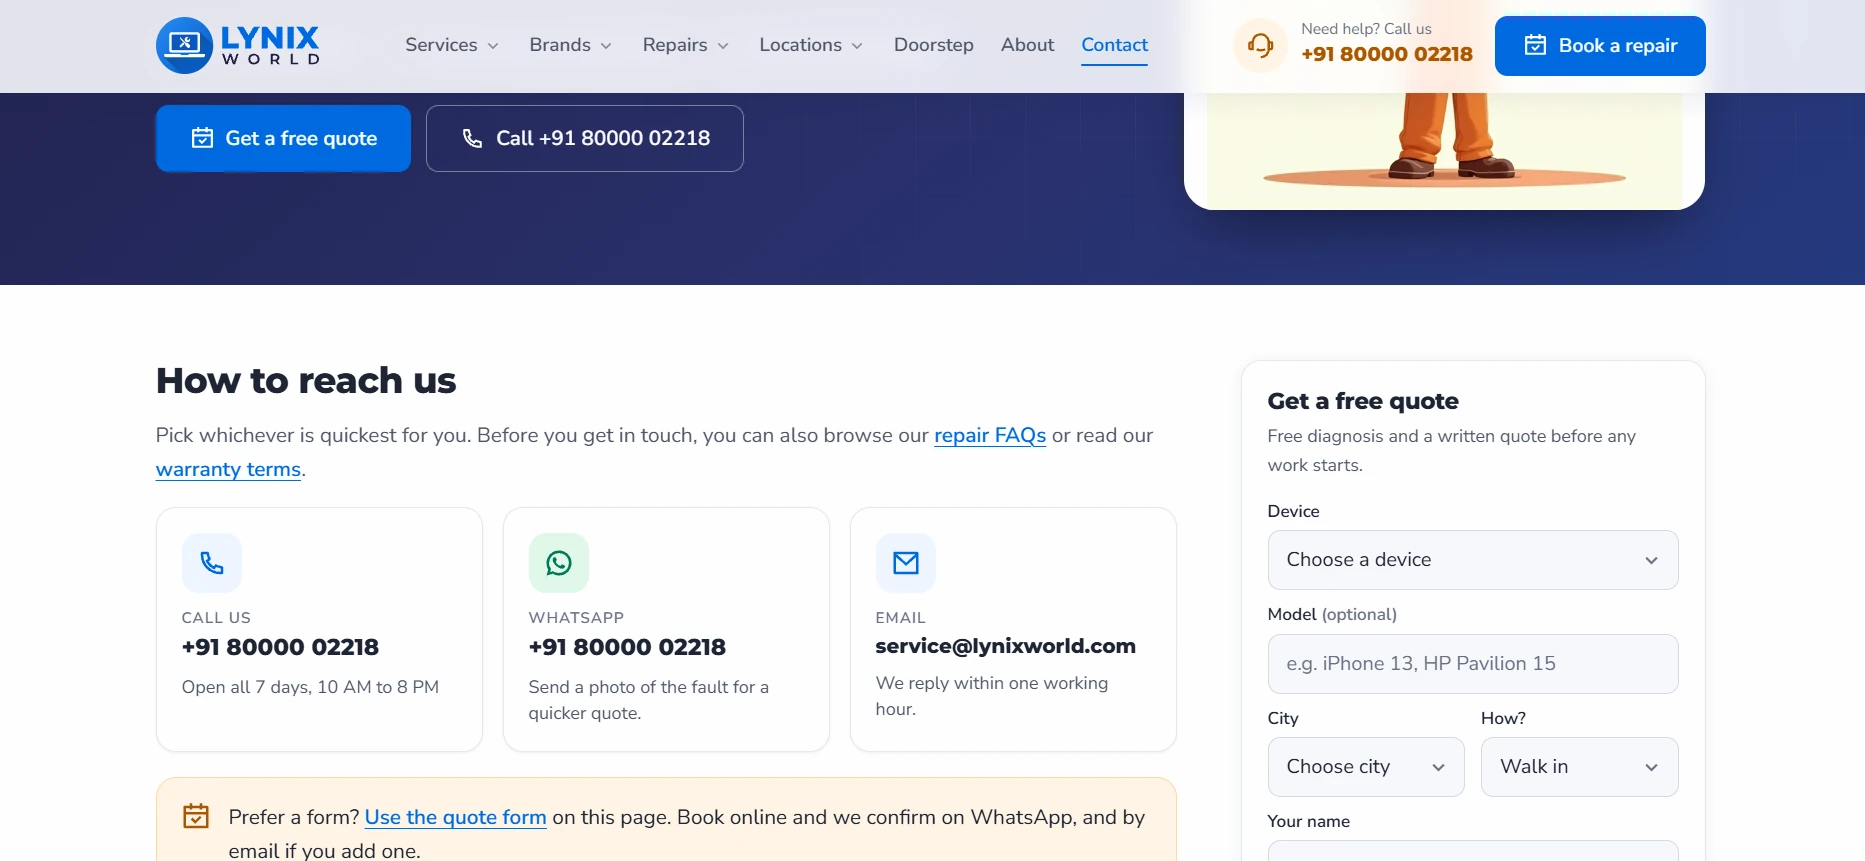 LYNIX
WORLD
Services
Brands
Repairs
Locations
Doorstep
About
Contact
Need help? Call us
+91 80000 02218
Book a repair
Get a free quote
Call +91 80000 02218
How to reach us
Pick whichever is quickest for you. Before you get in touch, you can also browse our repair FAQs or read our
warranty terms.
CALL US
+91 80000 02218
Open all 7 days, 10 AM to 8 PM
WHATSAPP
+91 80000 02218
Send a photo of the fault for a
quicker quote.
EMAIL
service@lynixworld.com
We reply within one working
hour.
Prefer a form? Use the quote form on this page. Book online and we confirm on WhatsApp, and by
email if you add one.
Get a free quote
Free diagnosis and a written quote before any
work starts.
Device
Choose a device
Model (optional)
e.g. iPhone 13, HP Pavilion 15
City
How?
Choose city
Walk in
Your name